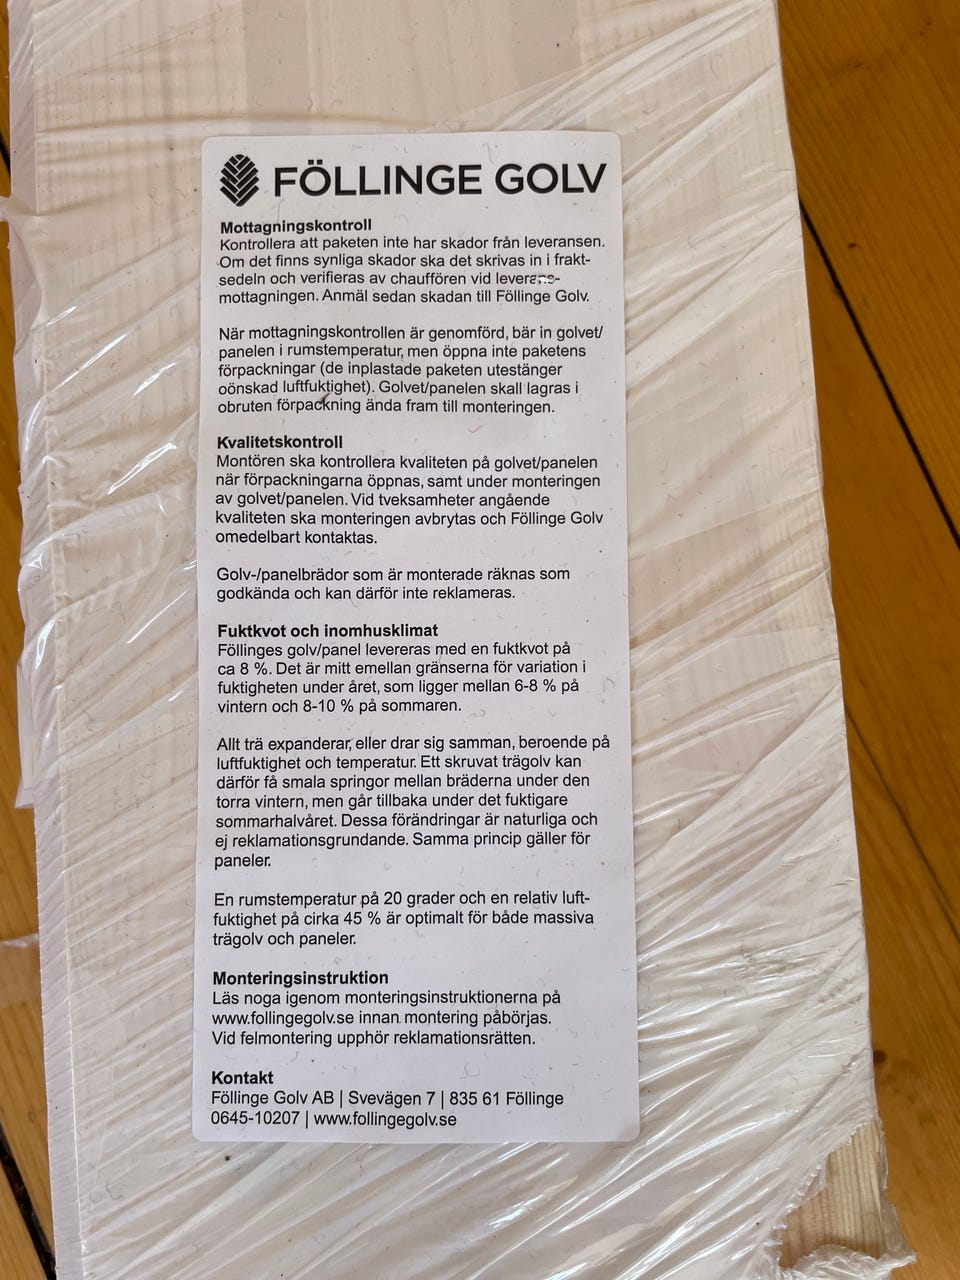 FÖLLINGE GOLV
Mottagningskontroll
Kontrollera att paketen inte har skador från leveransen.
Om det finns synliga skador ska det skrivas in i frakt-
sedeln och verifieras av chauffören vid leverans-
mottagningen. Anmäl sedan skadan till Föllinge Golv.
När mottagningskontrollen är genomförd, bär in golvet/
panelen i rumstemperatur, men öppna inte paketens
förpackningar (de inplastade paketen utestänger
oönskad luftfuktighet). Golvet/panelen skall lagras i
obruten förpackning ända fram till monteringen.
Kvalitetskontroll
Montören ska kontrollera kvaliteten på golvet/panelen
när förpackningarna öppnas, samt under monteringen
av golvet/panelen. Vid tveksamheter angående
kvaliteten ska monteringen avbrytas och Föllinge Golv
omedelbart kontaktas.
Golv-/panelbrädor som är monterade räknas som
godkända och kan därför inte reklameras.
Fuktkvot och inomhusklimat
Föllinges golv/panel levereras med en fuktkvot på
ca 8 %. Det är mitt emellan gränserna för variation i
fuktigheten under året, som ligger mellan 6-8 % på
vintern och 8-10 % på sommaren.
Allt trä expanderar, eller drar sig samman, beroende på
luftfuktighet och temperatur. Ett skruvat trägolv kan
därför få smala springor mellan bräderna under den
torra vintern, men går tillbaka under det fuktigare
sommarhalvåret. Dessa förändringar är naturliga och
ej reklamationsgrundande. Samma princip gäller för
paneler.
En rumstemperatur på 20 grader och en relativ luft-
fuktighet på cirka 45 % är optimalt för både massiva
trägolv och paneler.
Monteringsinstruktion
Läs noga igenom monteringsinstruktionerna på
www.follingegolv.se innan montering påbörjas.
Vid felmontering upphör reklamationsrätten.
Kontakt
Föllinge Golv AB | Svevägen 7 | 835 61 Föllinge
0645-10207 | www.follingegolv.se